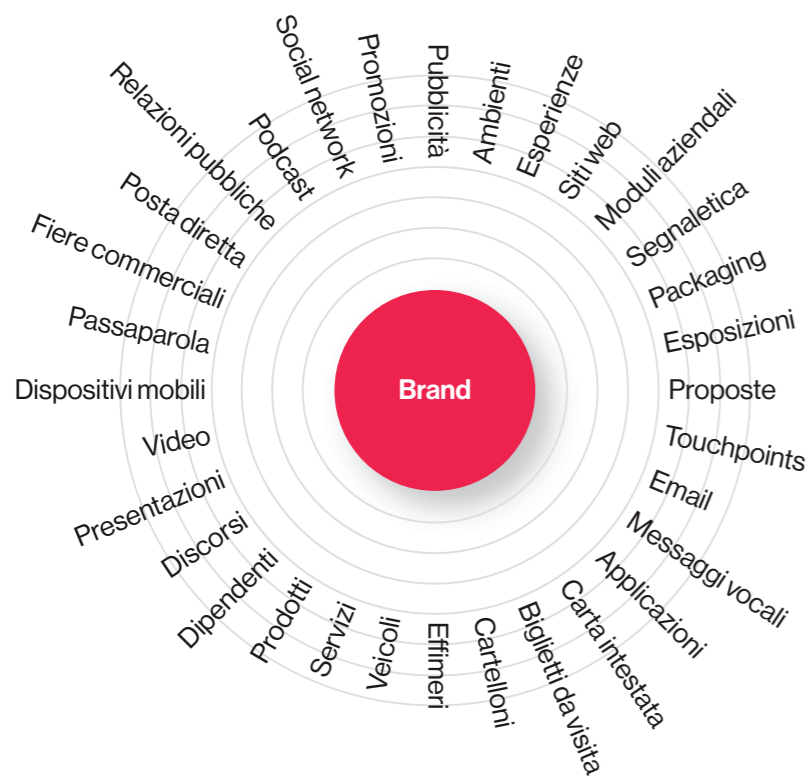 Brand
Pubblicità
Ambienti
Esperienze
Siti web
Moduli aziendali
Segnaletica
Packaging
Esposizioni
Proposte
Touchpoints
Email
Messaggi vocali
Applicazioni
Carta intestata
Biglietti da visita
Cartelloni
Effimeri
Veicoli
Servizi
Prodotti
Dipendenti
Discorsi
Presentazioni
Video
Dispositivi mobili
Passaparola
Fiere commerciali
Posta diretta
Relazioni pubbliche
Podcast
Social network
Promozioni